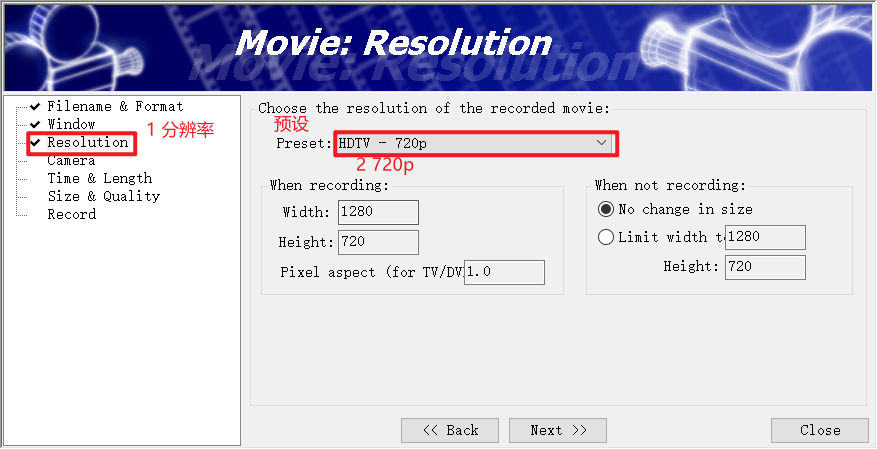 Movie: Resolution
Filename & Format
Window
Resolution
Camera
Time & Length
Size & Quality
Record
1 分辨率
Choose the resolution of the recorded movie:
预设
Preset: HDTV - 720p
2 720p
When recording:
Width: 1280
Height: 720
Pixel aspect (for TV/DV 1.0
When not recording:
No change in size
Limit width t 1280
Height: 720
<< Back
Next >>
Close